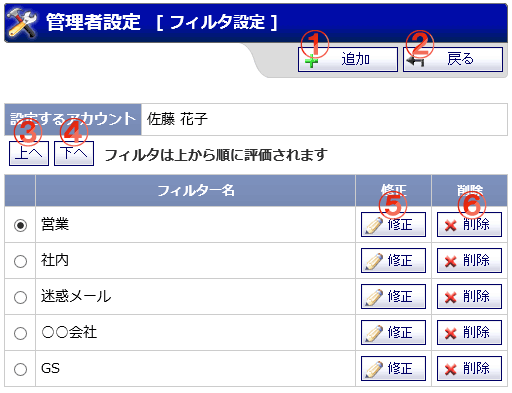 管理者設定 [ フィルタ設定 ]
① 追加 ② 戻る
設定するアカウント 佐藤 花子
③ ④
上へ 下へ フィルタは上から順に評価されます
フィルター名 修正 削除
⑤ ⑥
営業 修正 削除
社内 修正 削除
迷惑メール 修正 削除
○○会社 修正 削除
GS 修正 削除